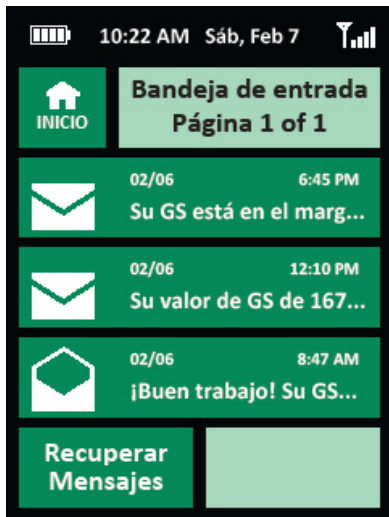 10:22 AM Sáb, Feb 7
INICIO
Bandeja de entrada
Página 1 of 1
02/06 6:45 PM
Su GS está en el marg...
02/06 12:10 PM
Su valor de GS de 167...
02/06 8:47 AM
¡Buen trabajo! Su GS...
Recuperar
Mensajes